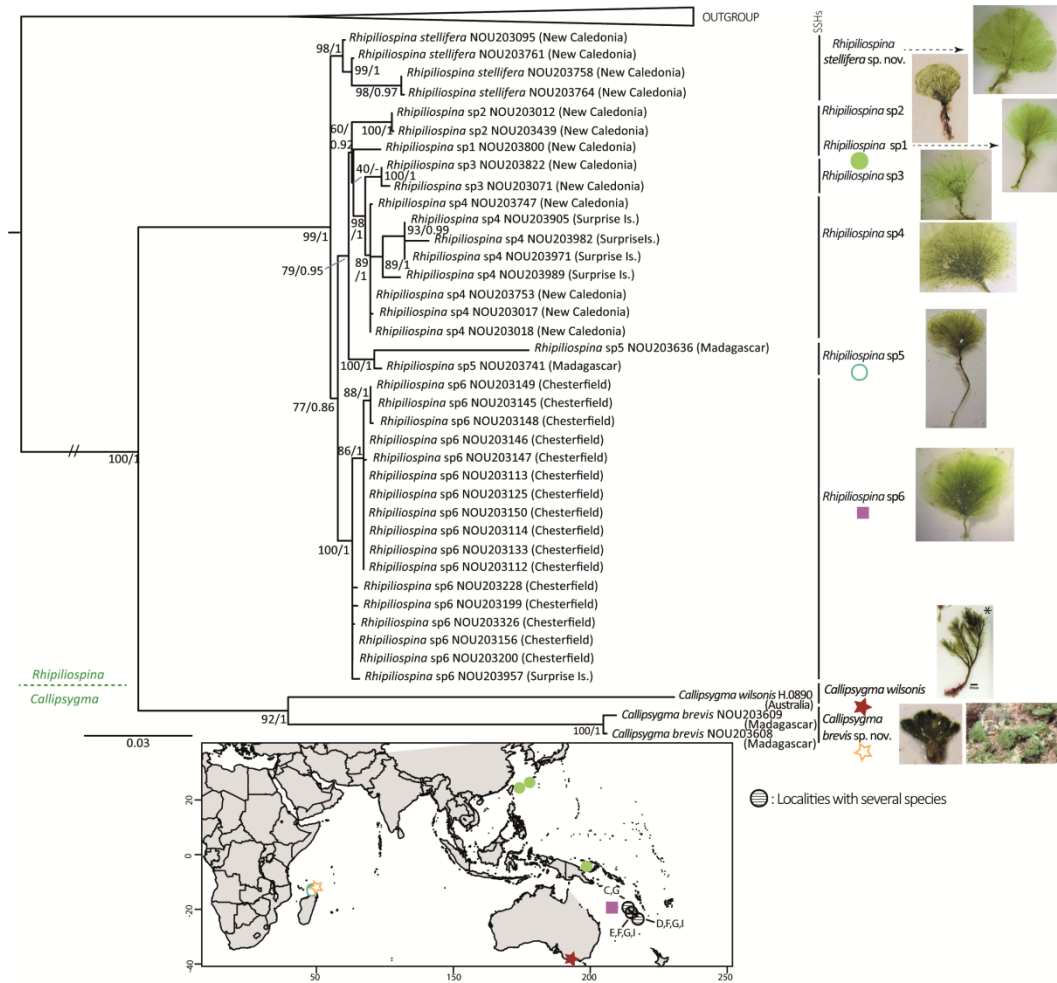 OUTGROUP
SSHs
Rhipiliospina stellifera NOU203095 (New Caledonia)
98/1
Rhipiliospina stellifera NOU203761 (New Caledonia)
99/1
Rhipiliospina stellifera NOU203758 (New Caledonia)
98/0.97
Rhipiliospina stellifera NOU203764 (New Caledonia)
Rhipiliospina sp2 NOU203012 (New Caledonia)
60/
0.92
100/1
Rhipiliospina sp2 NOU203439 (New Caledonia)
Rhipiliospina sp1 NOU203800 (New Caledonia)
40/-
Rhipiliospina sp3 NOU203822 (New Caledonia)
100/1
Rhipiliospina sp3 NOU203071 (New Caledonia)
Rhipiliospina sp4 NOU203747 (New Caledonia)
98
/1
Rhipiliospina sp4 NOU203905 (Surprise Is.)
93/0.99
99/1
Rhipiliospina sp4 NOU203982 (SurpriseIs.)
Rhipiliospina sp4 NOU203971 (Surprise Is.)
89
/1
89/1
79/0.95
Rhipiliospina sp4 NOU203989 (Surprise Is.)
Rhipiliospina sp4 NOU203753 (New Caledonia)
Rhipiliospina sp4 NOU203017 (New Caledonia)
Rhipiliospina sp4 NOU203018 (New Caledonia)
Rhipiliospina sp5 NOU203636 (Madagascar)
100/1
Rhipiliospina sp5 NOU203741 (Madagascar)
Rhipiliospina sp6 NOU203149 (Chesterfield)
88/1
77/0.86
Rhipiliospina sp6 NOU203145 (Chesterfield)
Rhipiliospina sp6 NOU203148 (Chesterfield)
Rhipiliospina sp6 NOU203146 (Chesterfield)
86/1
100/1
Rhipiliospina sp6 NOU203147 (Chesterfield)
Rhipiliospina sp6 NOU203113 (Chesterfield)
Rhipiliospina sp6 NOU203125 (Chesterfield)
Rhipiliospina sp6 NOU203150 (Chesterfield)
Rhipiliospina sp6 NOU203114 (Chesterfield)
100/1
Rhipiliospina sp6 NOU203133 (Chesterfield)
Rhipiliospina sp6 NOU203112 (Chesterfield)
Rhipiliospina sp6 NOU203228 (Chesterfield)
Rhipiliospina sp6 NOU203199 (Chesterfield)
Rhipiliospina sp6 NOU203326 (Chesterfield)
Rhipiliospina sp6 NOU203156 (Chesterfield)
Rhipiliospina sp6 NOU203200 (Chesterfield)
Rhipiliospina sp6 NOU203957 (Surprise Is.)
Rhipiliospina
Callipsygma
Callipsygma wilsonis H.0890
(Australia)
92/1
Callipsygma brevis NOU203609
(Madagascar)
100/1
Callipsygma brevis NOU203608
(Madagascar)
0.03
Rhipiliospina
stellifera sp. nov.
Rhipiliospina sp2
Rhipiliospina sp1
Rhipiliospina sp3
Rhipiliospina sp4
Rhipiliospina sp5
Rhipiliospina sp6
*
Callipsygma wilsonis
Callipsygma
brevis sp. nov.
: Localities with several species
20
0
-20
-40
50
100
150
200
250
C,G
D,F,G,I
E,F,G,I